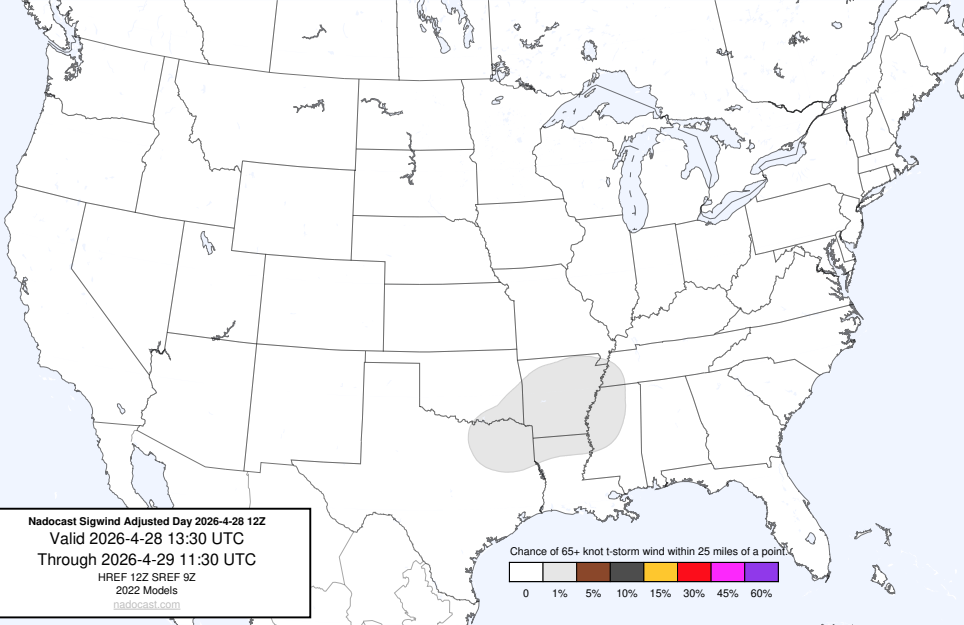 Nadocast Sigwind Adjusted Day 2026-4-28 12Z
Valid 2026-4-28 13:30 UTC
Through 2026-4-29 11:30 UTC
HREF 12Z SREF 9Z
2022 Models
nadocast.com
Chance of 65+ knot t-storm wind within 25 miles of a point.
0 1% 5% 10% 15% 30% 45% 60%